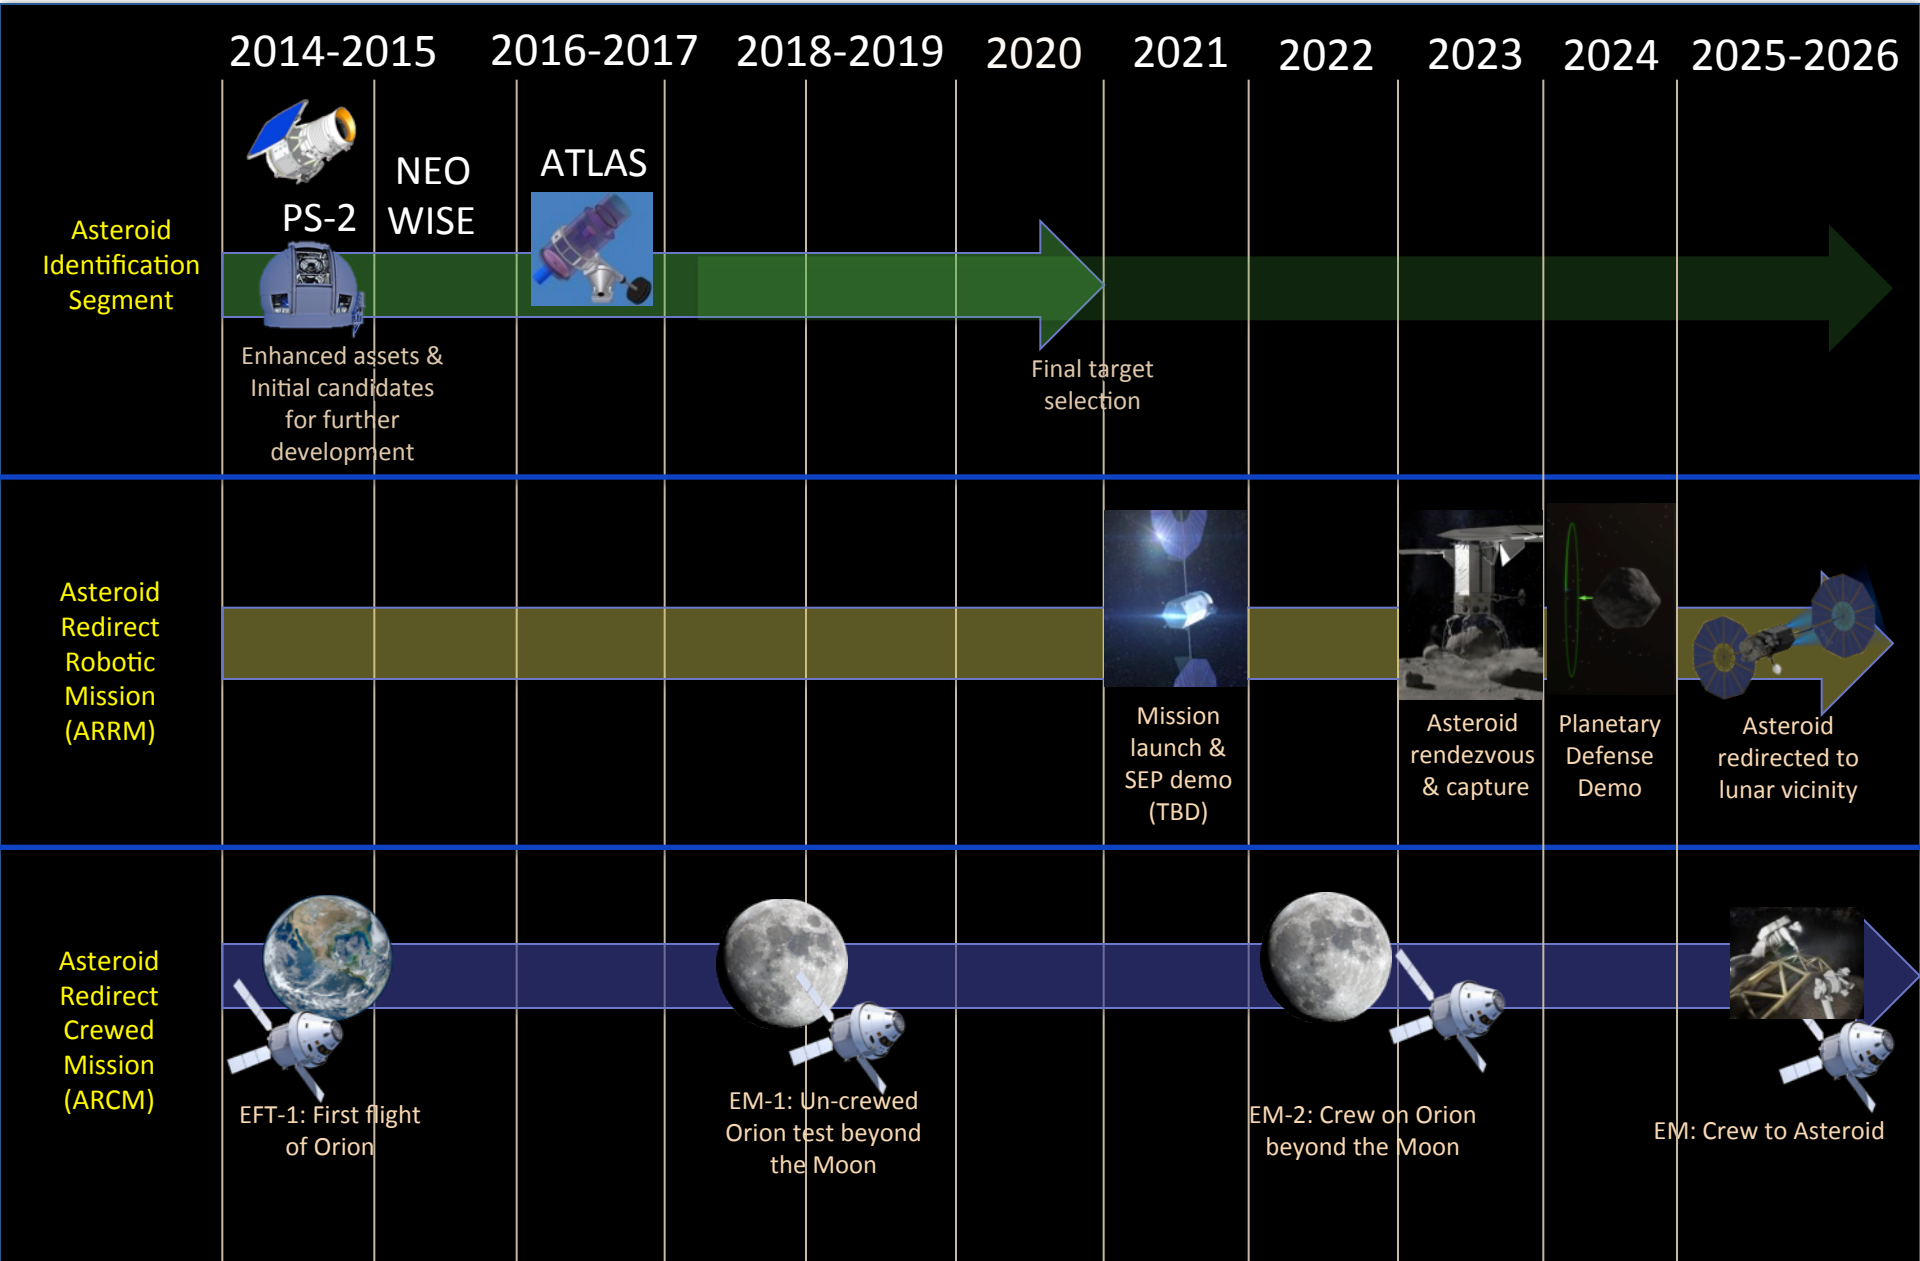 2014-2015 2016-2017 2018-2019 2020 2021 2022 2023 2024 2025-2026
Asteroid
Identification
Segment
PS-2
NEO
WISE
ATLAS
Enhanced assets &
Initial candidates
for further
development
Final target
selection
Asteroid
Redirect
Robotic
Mission
(ARRM)
Mission
launch &
SEP demo
(TBD)
Asteroid
rendezvous
& capture
Planetary
Defense
Demo
Asteroid
redirected to
lunar vicinity
Asteroid
Redirect
Crewed
Mission
(ARCM)
EFT-1: First flight
of Orion
EM-1: Un-crewed
Orion test beyond
the Moon
EM-2: Crew on Orion
beyond the Moon
EM: Crew to Asteroid